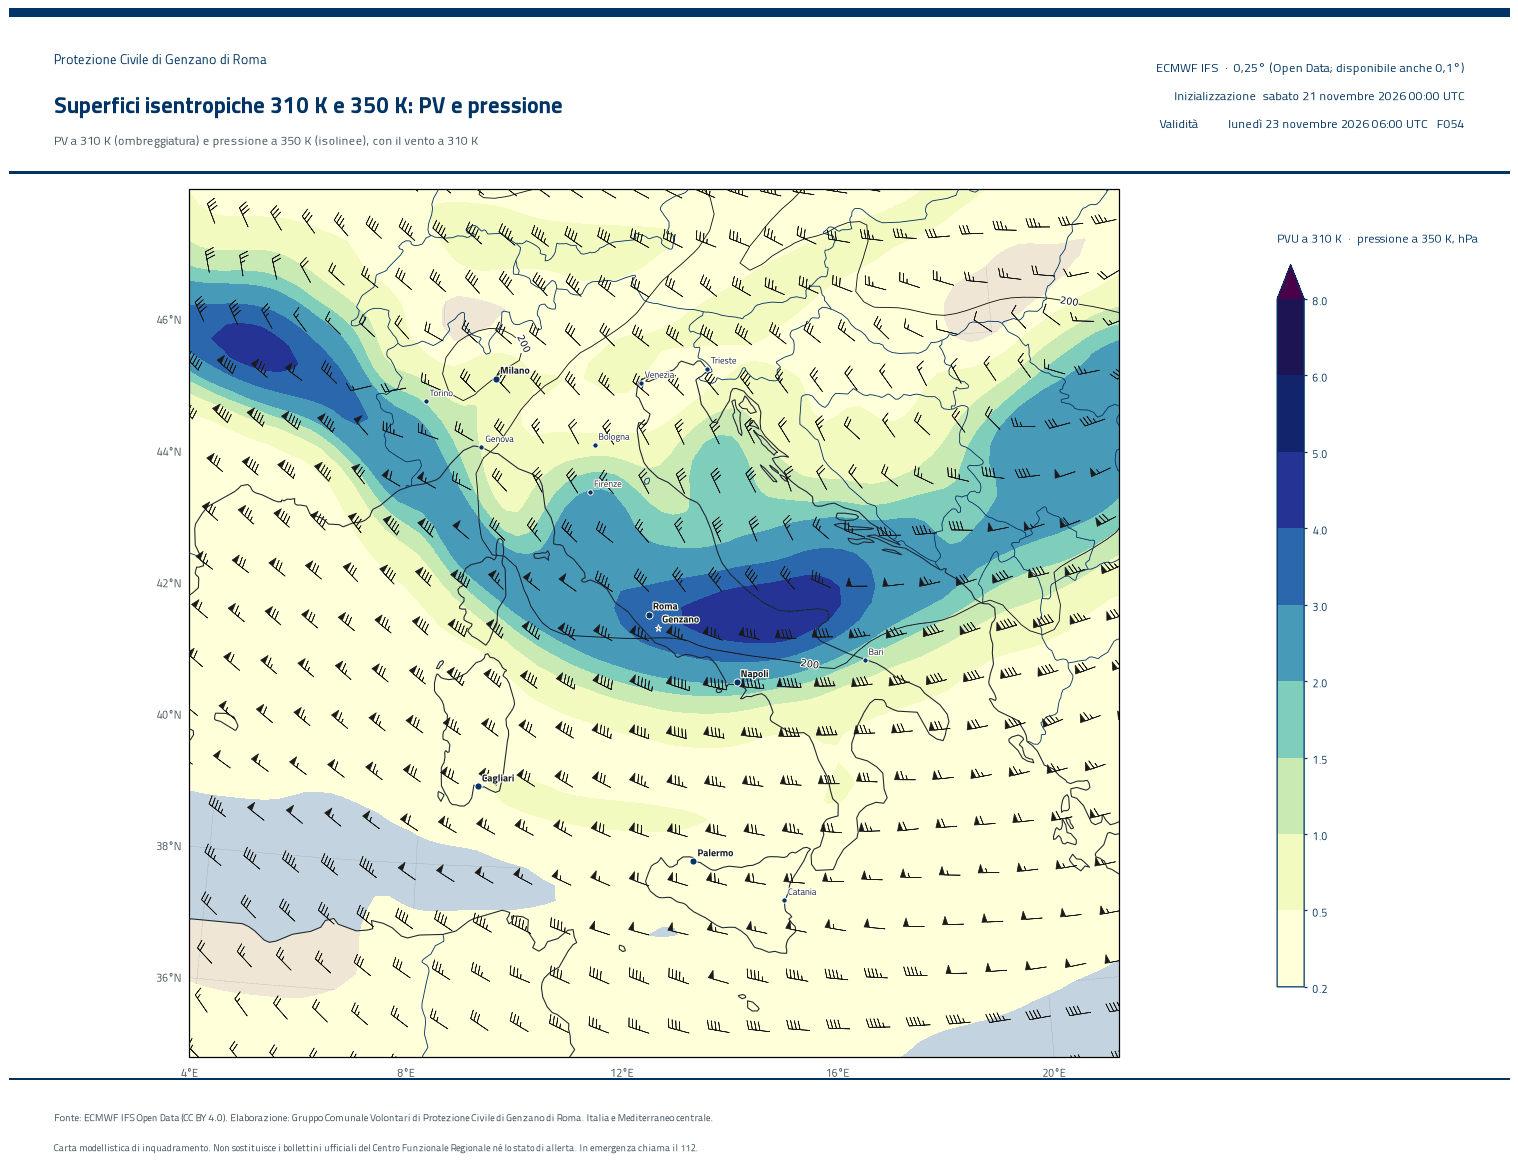 Protezione Civile di Genzano di Roma
Superfici isentropiche 310 K e 350 K: PV e pressione
PV a 310 K (ombreggiatura) e pressione a 350 K (isolinee), con il vento a 310 K
ECMWF IFS · 0,25° (Open Data; disponibile anche 0,1°)
Inizializzazione sabato 21 novembre 2026 00:00 UTC
Validità lunedì 23 novembre 2026 06:00 UTC F054
PVU a 310 K · pressione a 350 K, hPa
8.0
6.0
5.0
4.0
3.0
2.0
1.5
1.0
0.5
0.2
46°N
44°N
42°N
40°N
38°N
36°N
4°E
8°E
12°E
16°E
20°E
200
200
200
Milano
Torino
Venezia
Trieste
Genova
Bologna
Firenze
Roma
Genzano
Napoli
Bari
Cagliari
Palermo
Catania
Fonte: ECMWF IFS Open Data (CC BY 4.0). Elaborazione: Gruppo Comunale Volontari di Protezione Civile di Genzano di Roma. Italia e Mediterraneo centrale.
Carta modellistica di inquadramento. Non sostituisce i bollettini ufficiali del Centro Funzionale Regionale né lo stato di allerta. In emergenza chiama il 112.